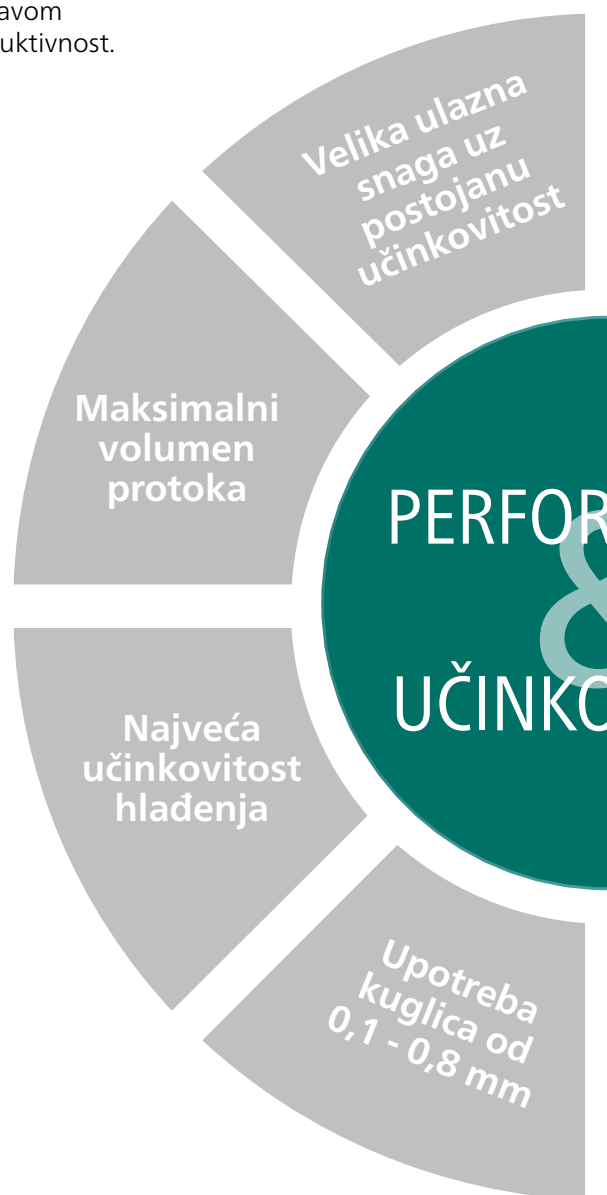 avom
uktivnost.
Velika ulazna
snaga uz
postojanu
učinkovitost
Maksimalni
volumen
protoka
PERFOR
&
UČINKO
Najveća
učinkovitost
hlađenja
Upotreba
kuglica od
0,1 - 0,8 mm